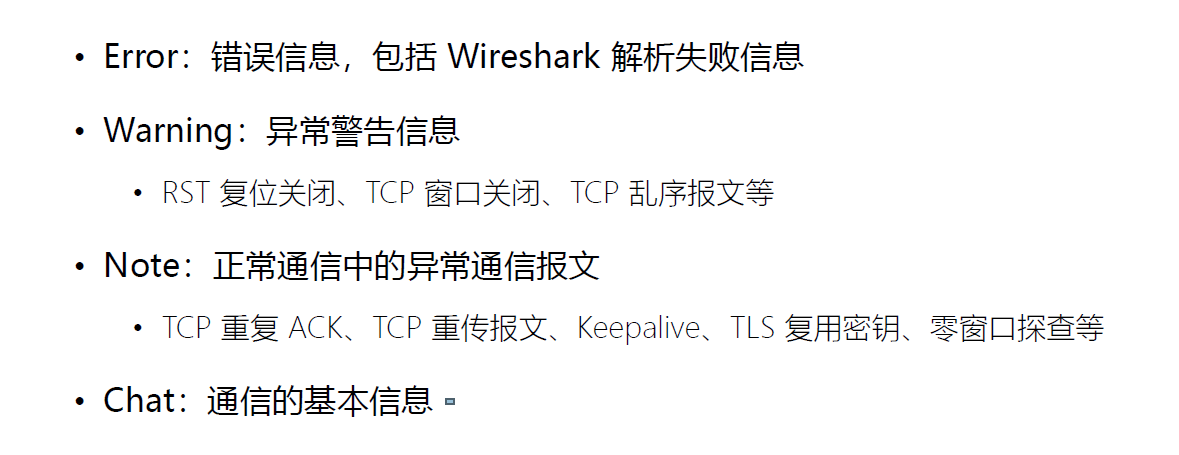 • Error：错误信息，包括 Wireshark 解析失败信息
• Warning：异常警告信息
• RST 复位关闭、TCP 窗口关闭、TCP 乱序报文等
• Note：正常通信中的异常通信报文
• TCP 重复 ACK、TCP 重传报文、Keepalive、TLS 复用密钥、零窗口探查等
• Chat：通信的基本信息